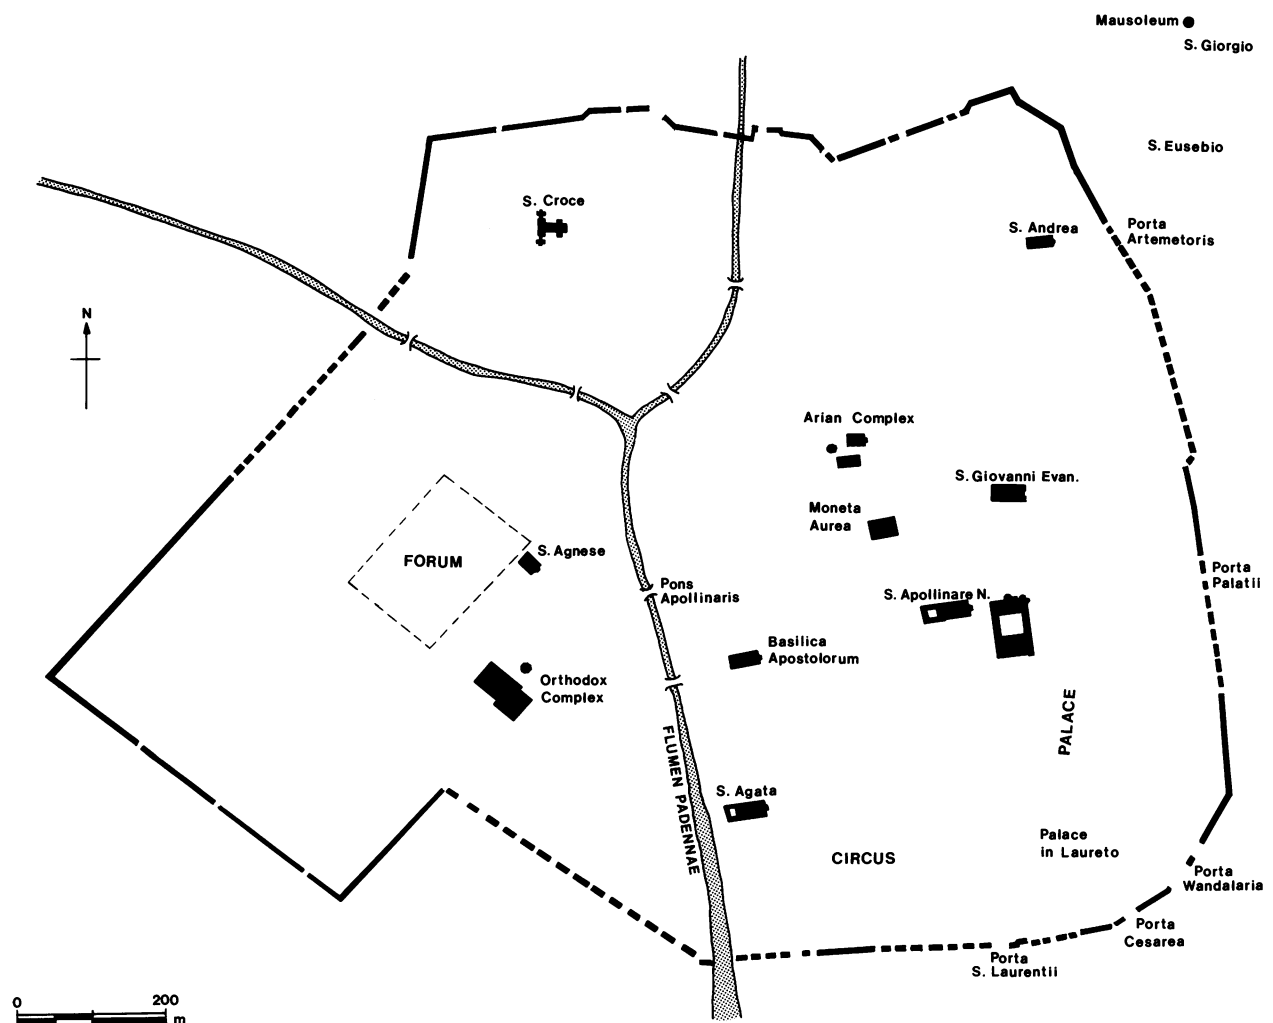 Mausoleum
S. Giorgio
S. Eusebio
S. Croce
S. Andrea
Porta
Artemetoris
N
Arian Complex
S. Giovanni Evan.
Moneta
Aurea
FORUM
S. Agnese
Pons
Apollinaris
S. Apollinare N.
Porta
Palatii
Basilica
Apostolorum
Orthodox
Complex
PALACE
FLUMEN PADENNAE
S. Agata
CIRCUS
Palace
in Laureto
Porta
Wandalaria
Porta
Cesarea
Porta
S. Laurentii
0 200
m